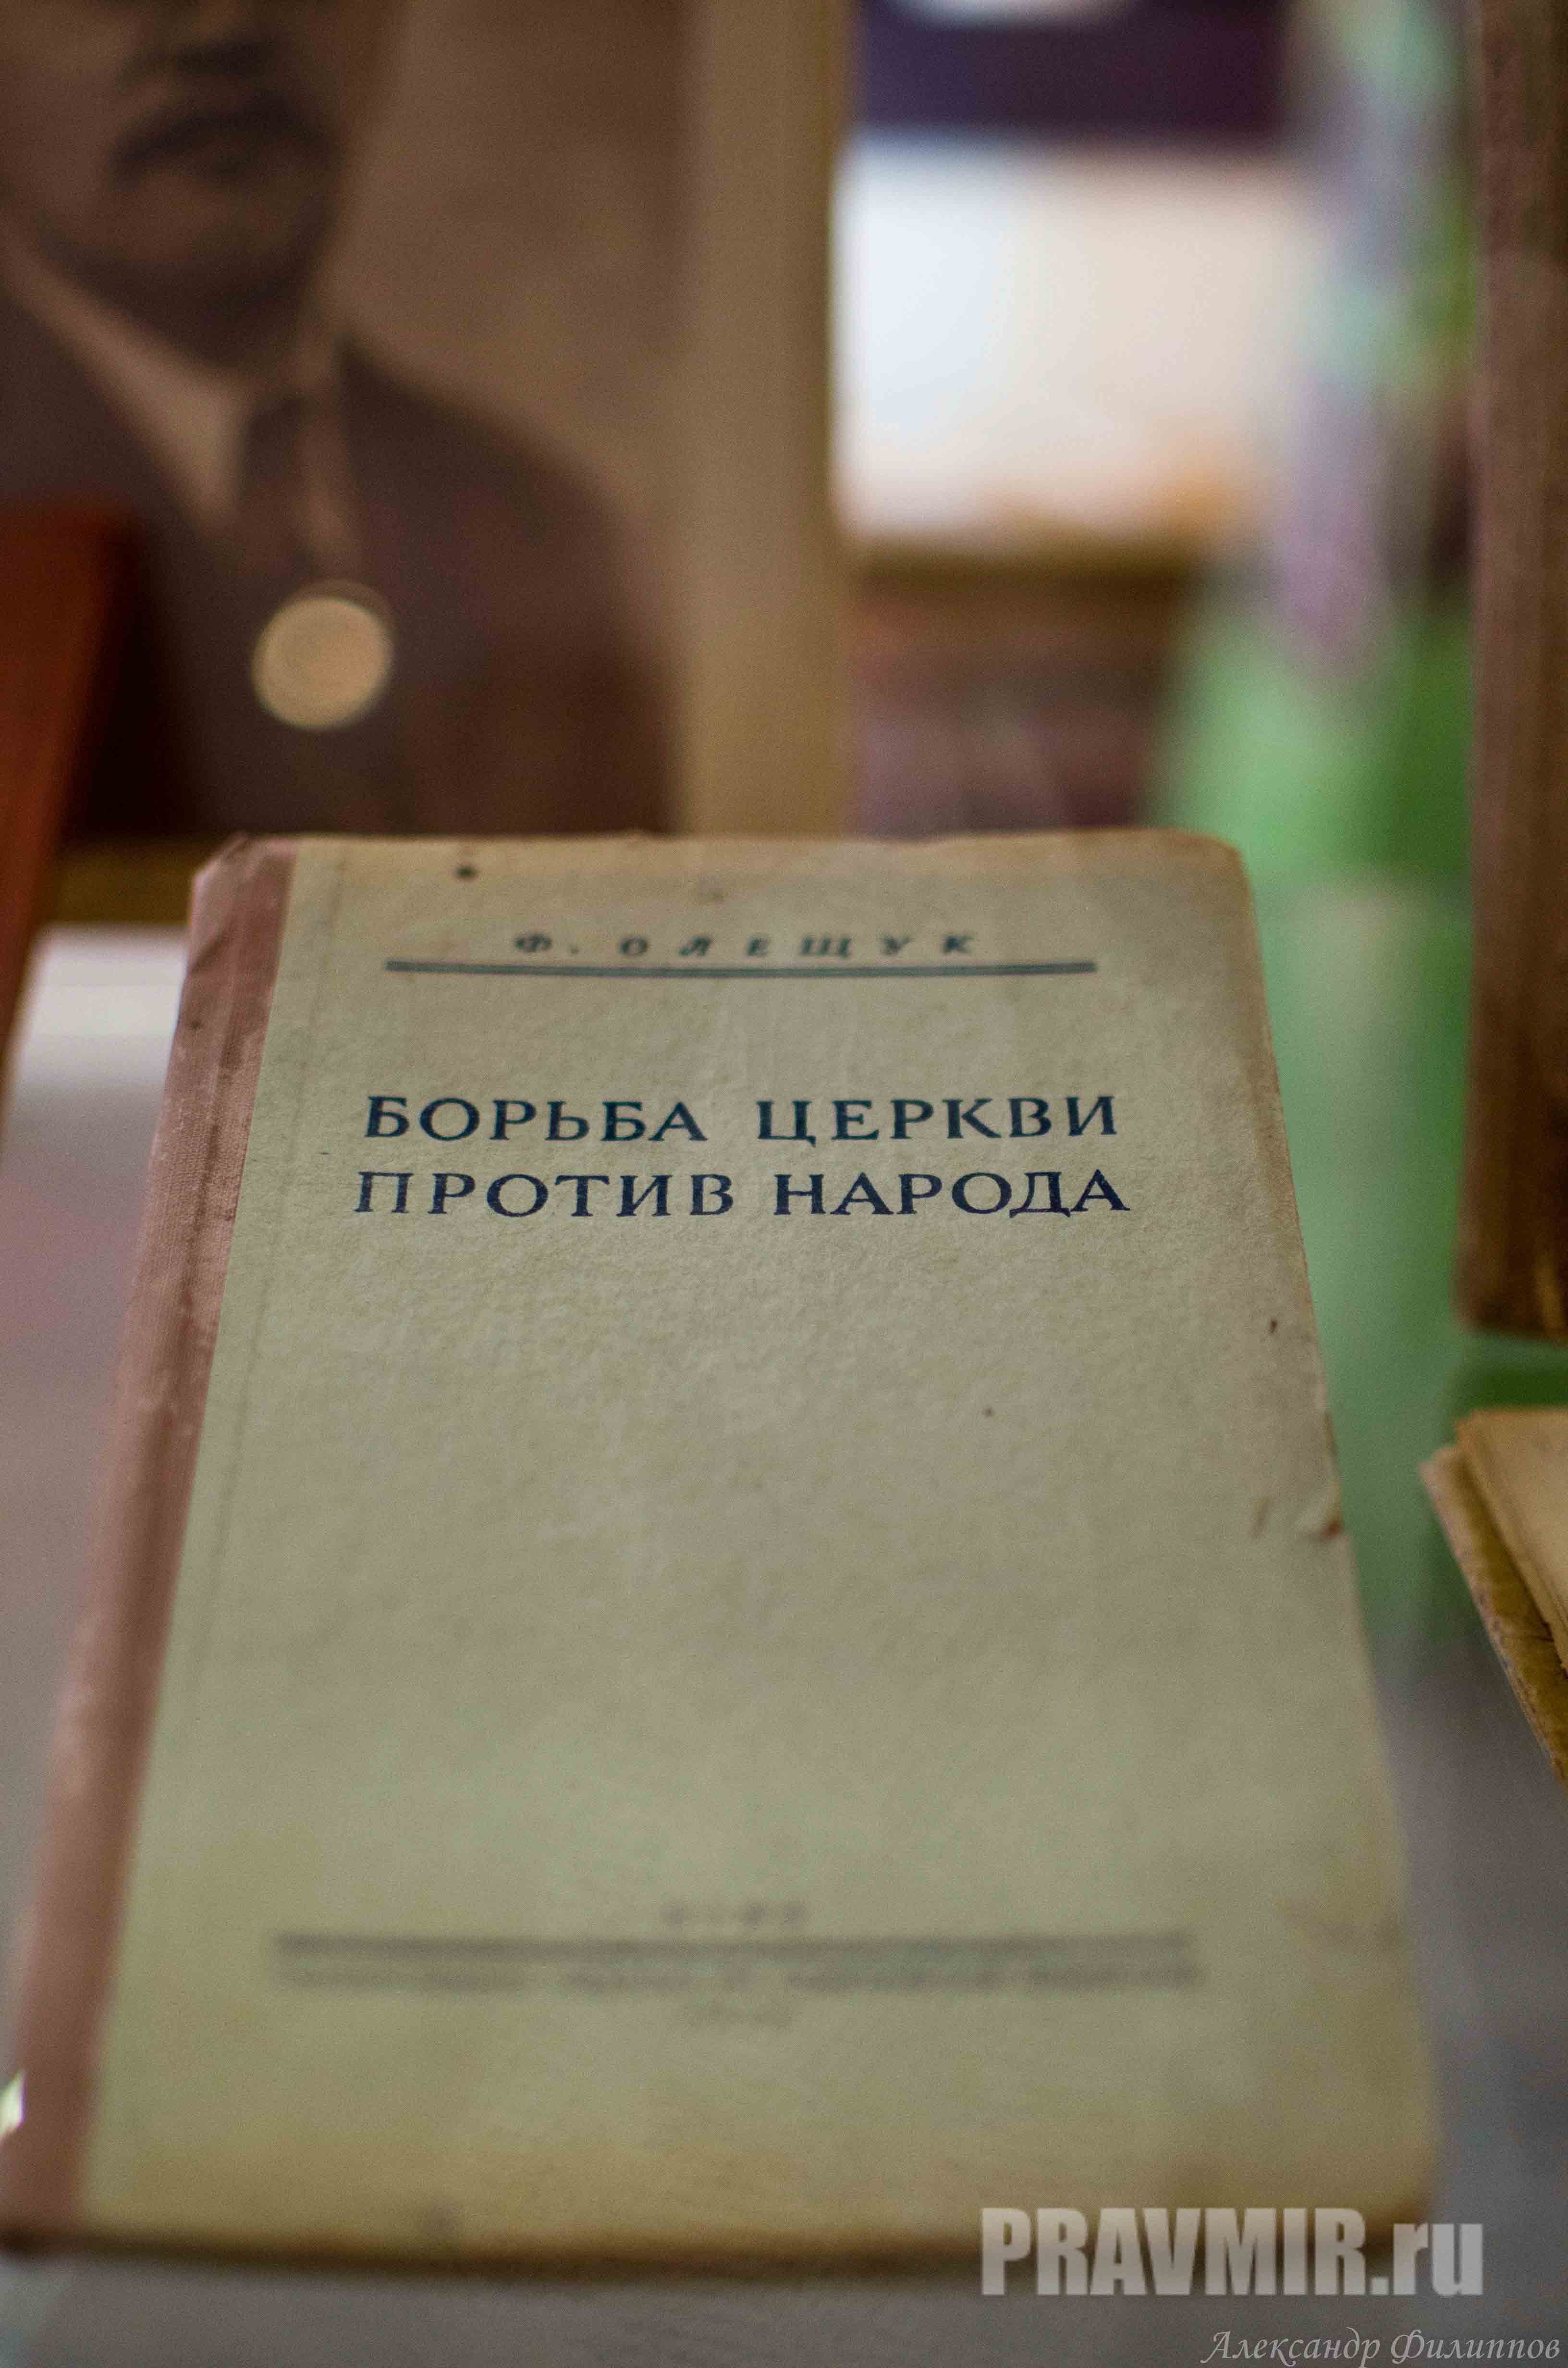 Ф. ОЛЕЩУК
БОРЬБА ЦЕРКВИ
ПРОТИВ НАРОДА
PRAVMIR.ru
Александр Филиппов